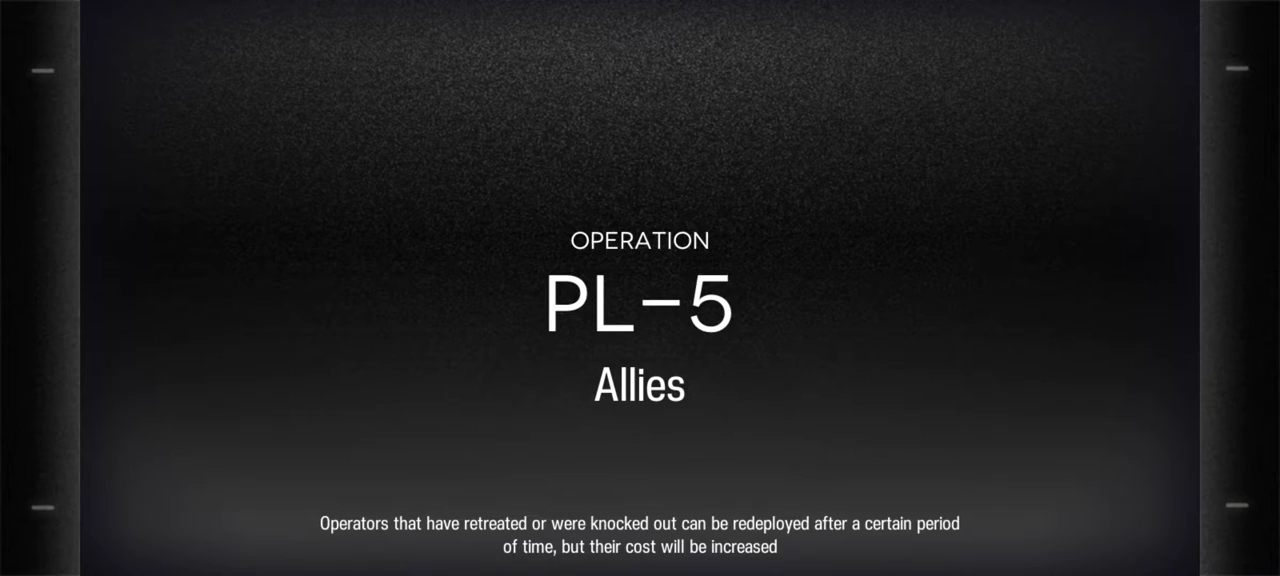 OPERATION
PL-5
Allies
Operators that have retreated or were knocked out can be redeployed after a certain period
of time, but their cost will be increased